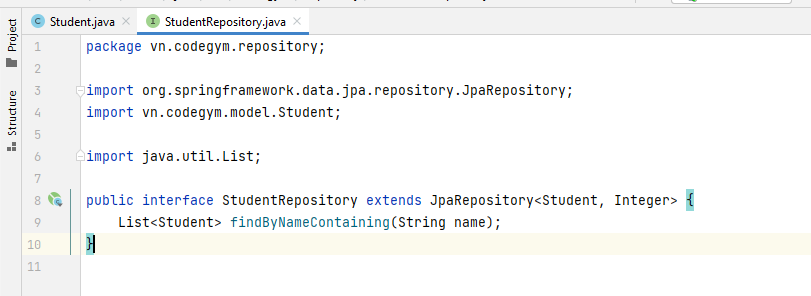 Student.java
StudentRepository.java
Project
Structure
1 package vn.codegym.repository;
2
3 import org.springframework.data.jpa.repository.JpaRepository;
4 import vn.codegym.model.Student;
5
6 import java.util.List;
7
8 public interface StudentRepository extends JpaRepository<Student, Integer> {
9     List<Student> findByNameContaining(String name);
10 }
11